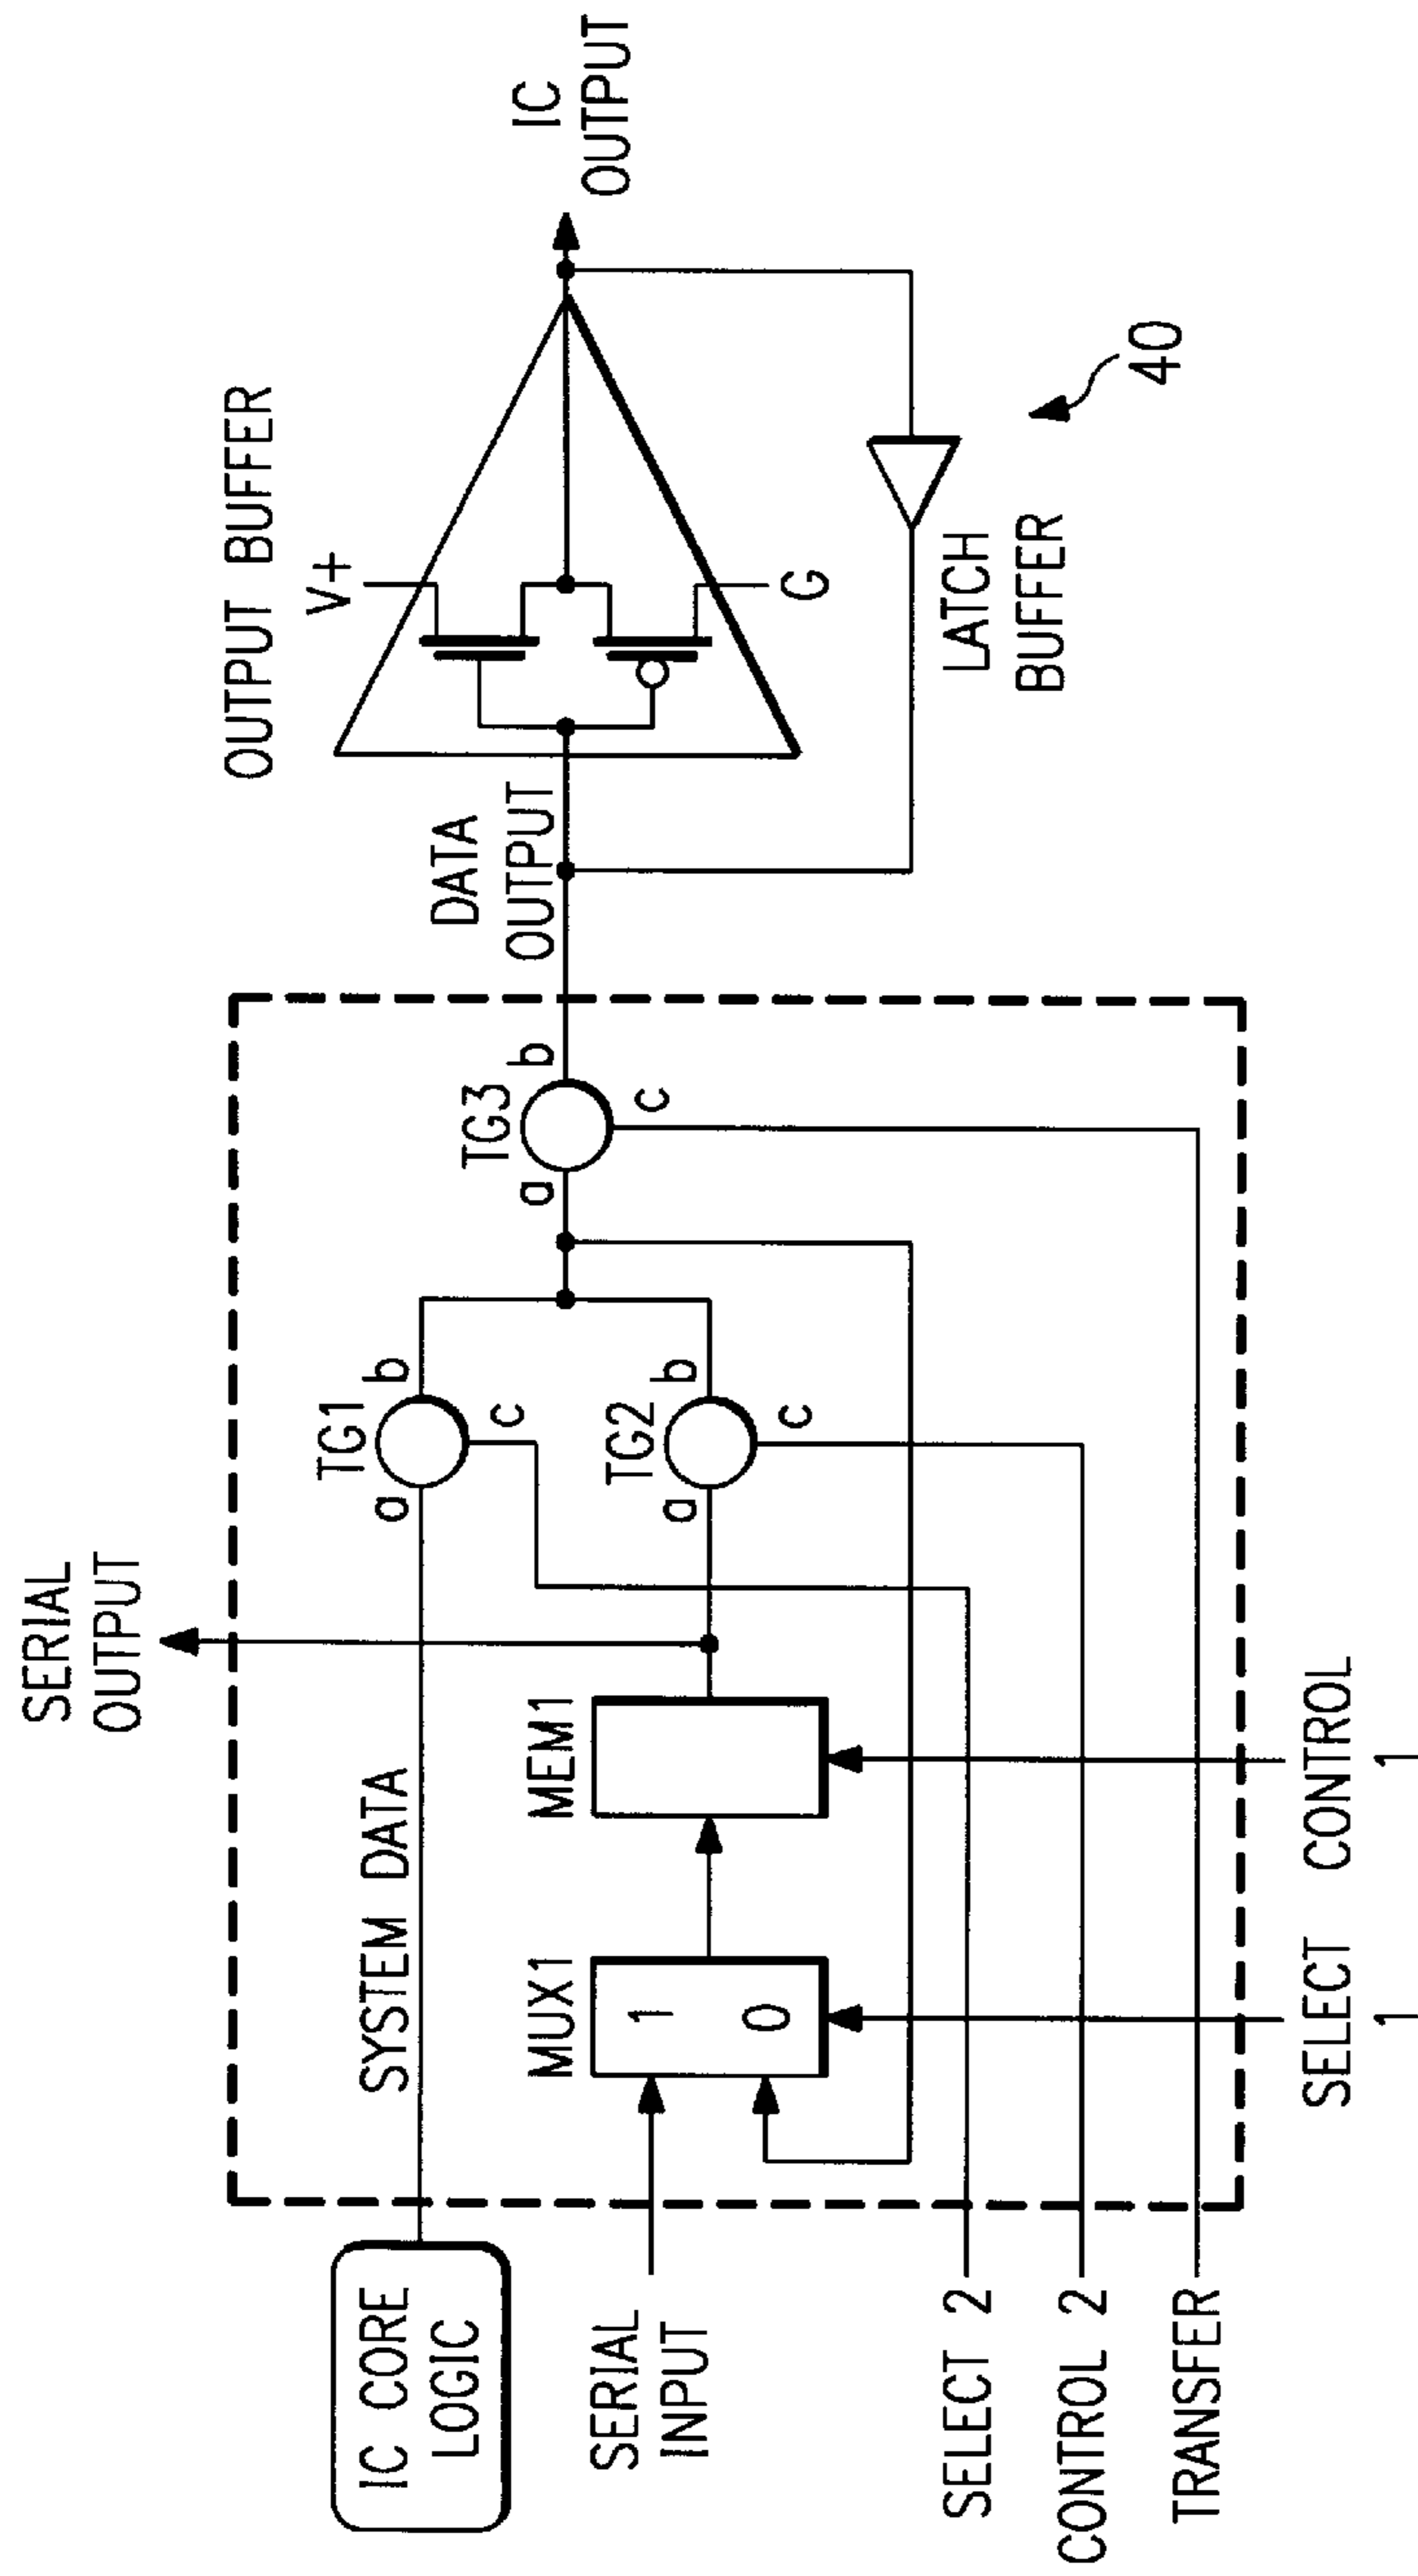 SERIAL
OUTPUT
OUTPUT BUFFER
IC CORE
LOGIC
SYSTEM DATA
TG1
a
b
c
V+
DATA
OUTPUT
IC
OUTPUT
SERIAL
INPUT
MUX1
1
0
MEM1
TG2
a
b
c
TG3
a
b
c
G
LATCH
BUFFER
40
SELECT 2
CONTROL 2
TRANSFER
SELECT
1
CONTROL
1